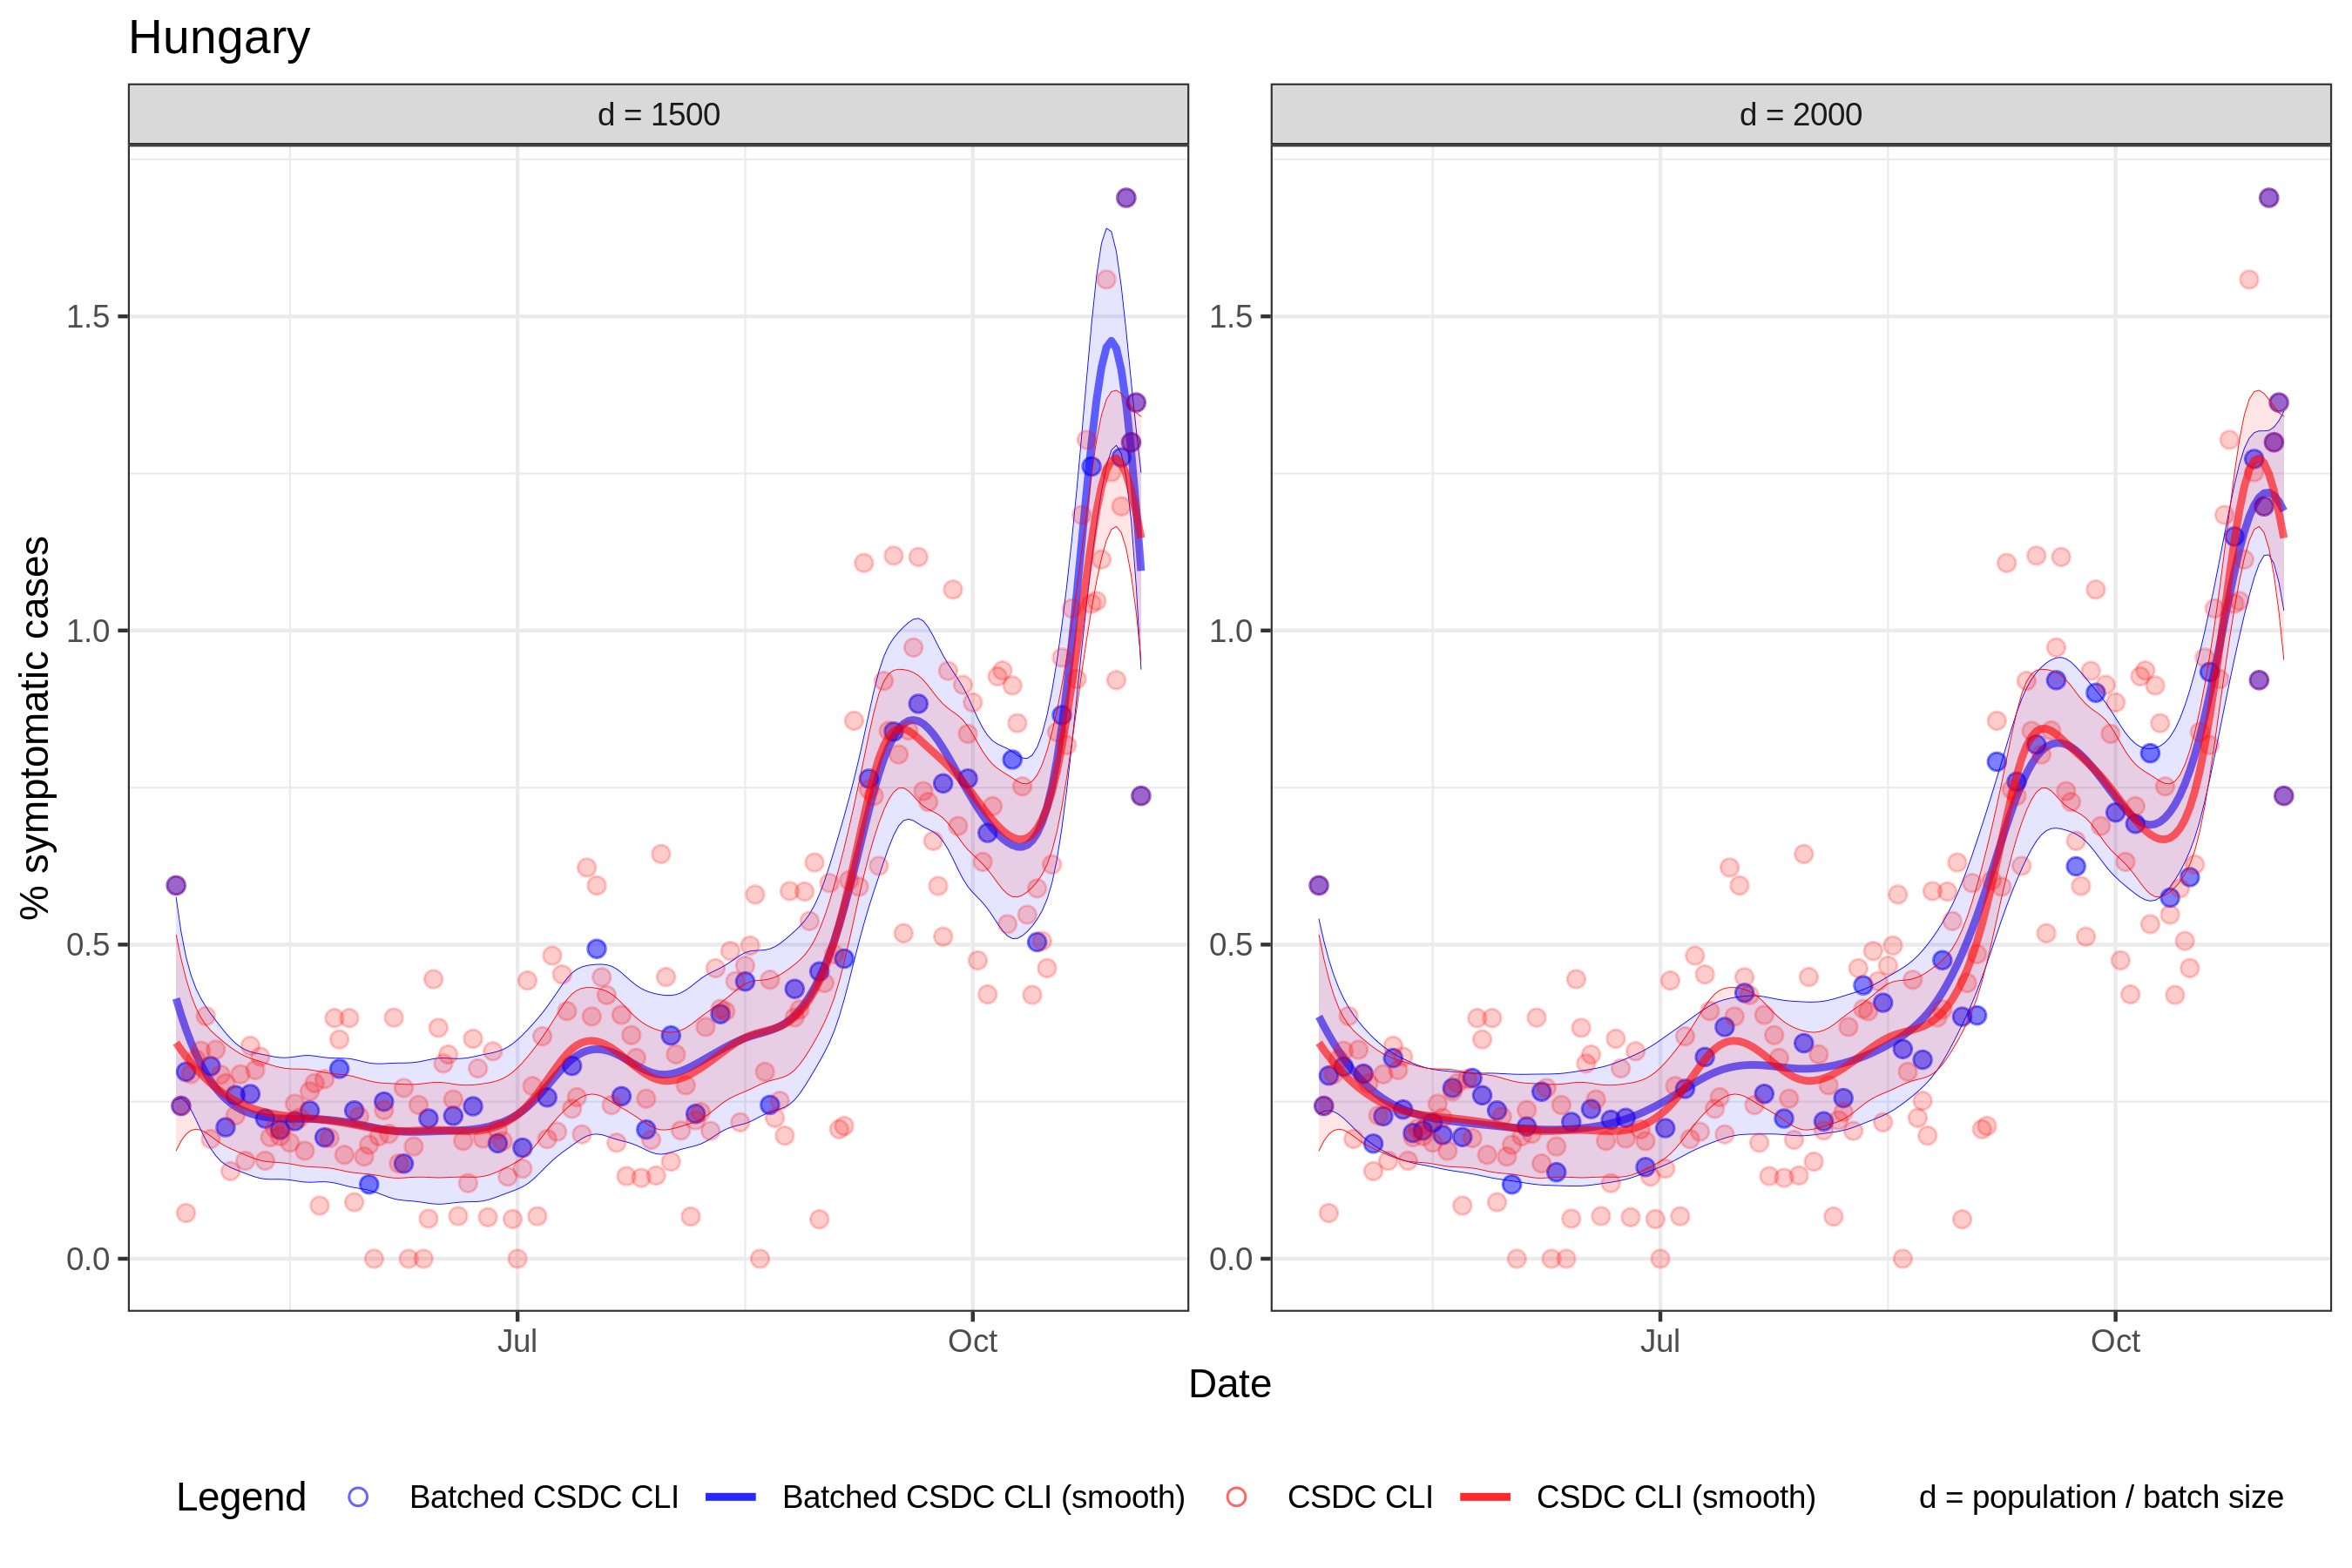 Hungary
d = 1500
d = 2000
% symptomatic cases
1.5
1.0
0.5
0.0
1.5
1.0
0.5
0.0
Jul
Oct
Jul
Oct
Date
Legend
Batched CSDC CLI
Batched CSDC CLI (smooth)
CSDC CLI
CSDC CLI (smooth)
d = population / batch size